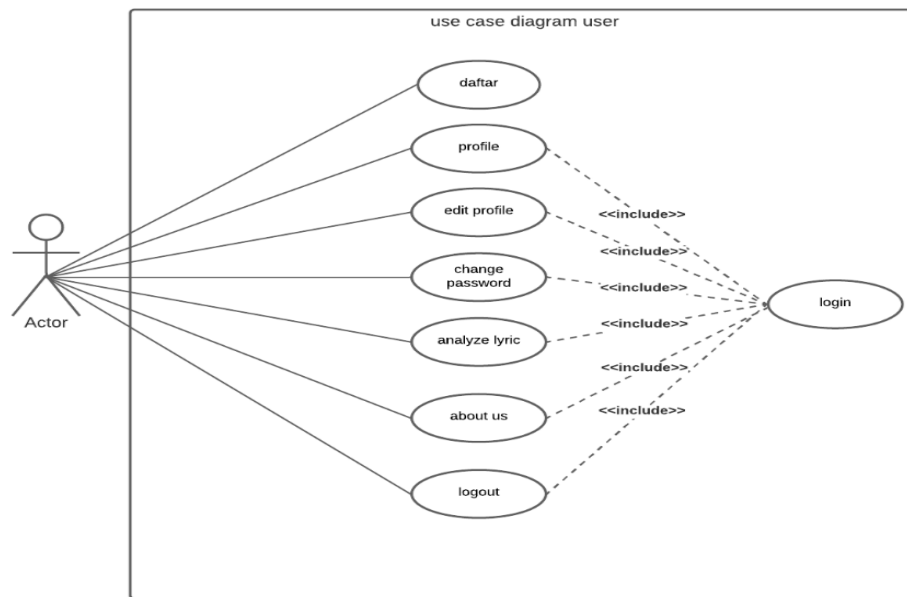 use case diagram user
daftar
profile
edit profile
<<include>>
<<include>>
change
password
<<include>>
login
Actor
<<include>>
analyze lyric
<<include>>
about us
<<include>>
logout